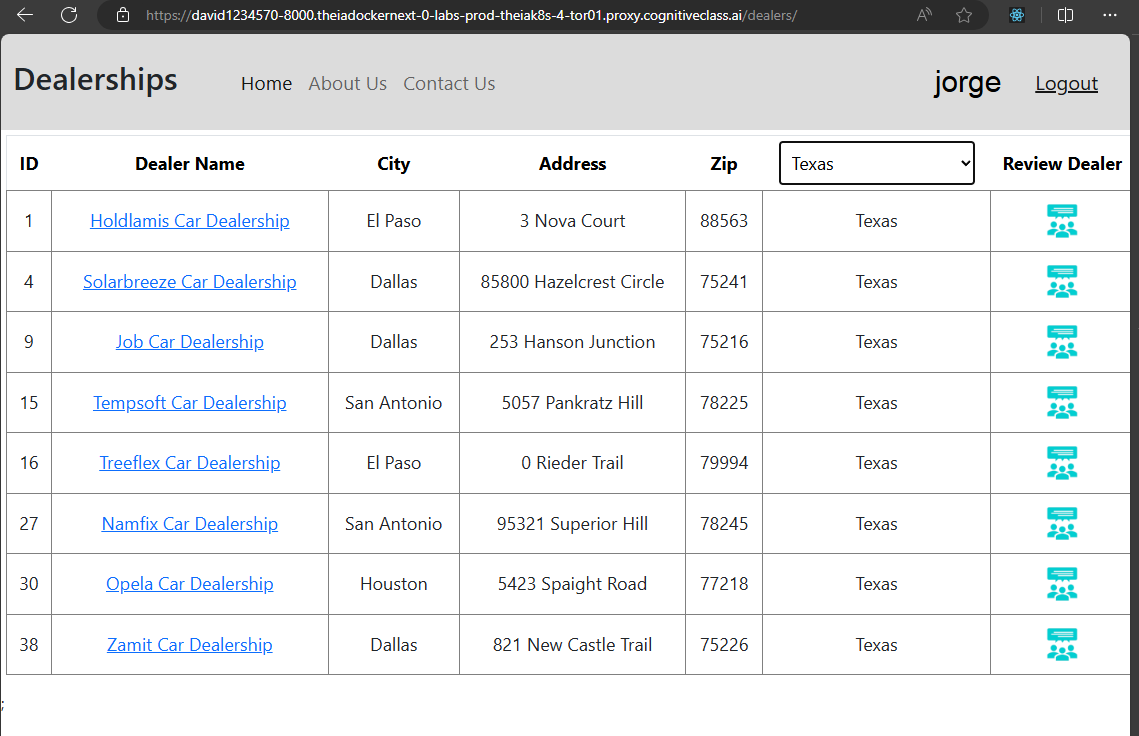 https://david1234570-8000.theiadockernext-0-labs-prod-theiak8s-4-tor01.proxy.cognitiveclass.ai/dealers/
Dealerships Home About Us Contact Us jorge Logout
ID Dealer Name City Address Zip Texas Review Dealer
1 Holdlamis Car Dealership El Paso 3 Nova Court 88563 Texas
4 Solarbreeze Car Dealership Dallas 85800 Hazelcrest Circle 75241 Texas
9 Job Car Dealership Dallas 253 Hanson Junction 75216 Texas
15 Tempsoft Car Dealership San Antonio 5057 Pankratz Hill 78225 Texas
16 Treeflex Car Dealership El Paso 0 Rieder Trail 79994 Texas
27 Namfix Car Dealership San Antonio 95321 Superior Hill 78245 Texas
30 Opela Car Dealership Houston 5423 Spaight Road 77218 Texas
38 Zamit Car Dealership Dallas 821 New Castle Trail 75226 Texas
;